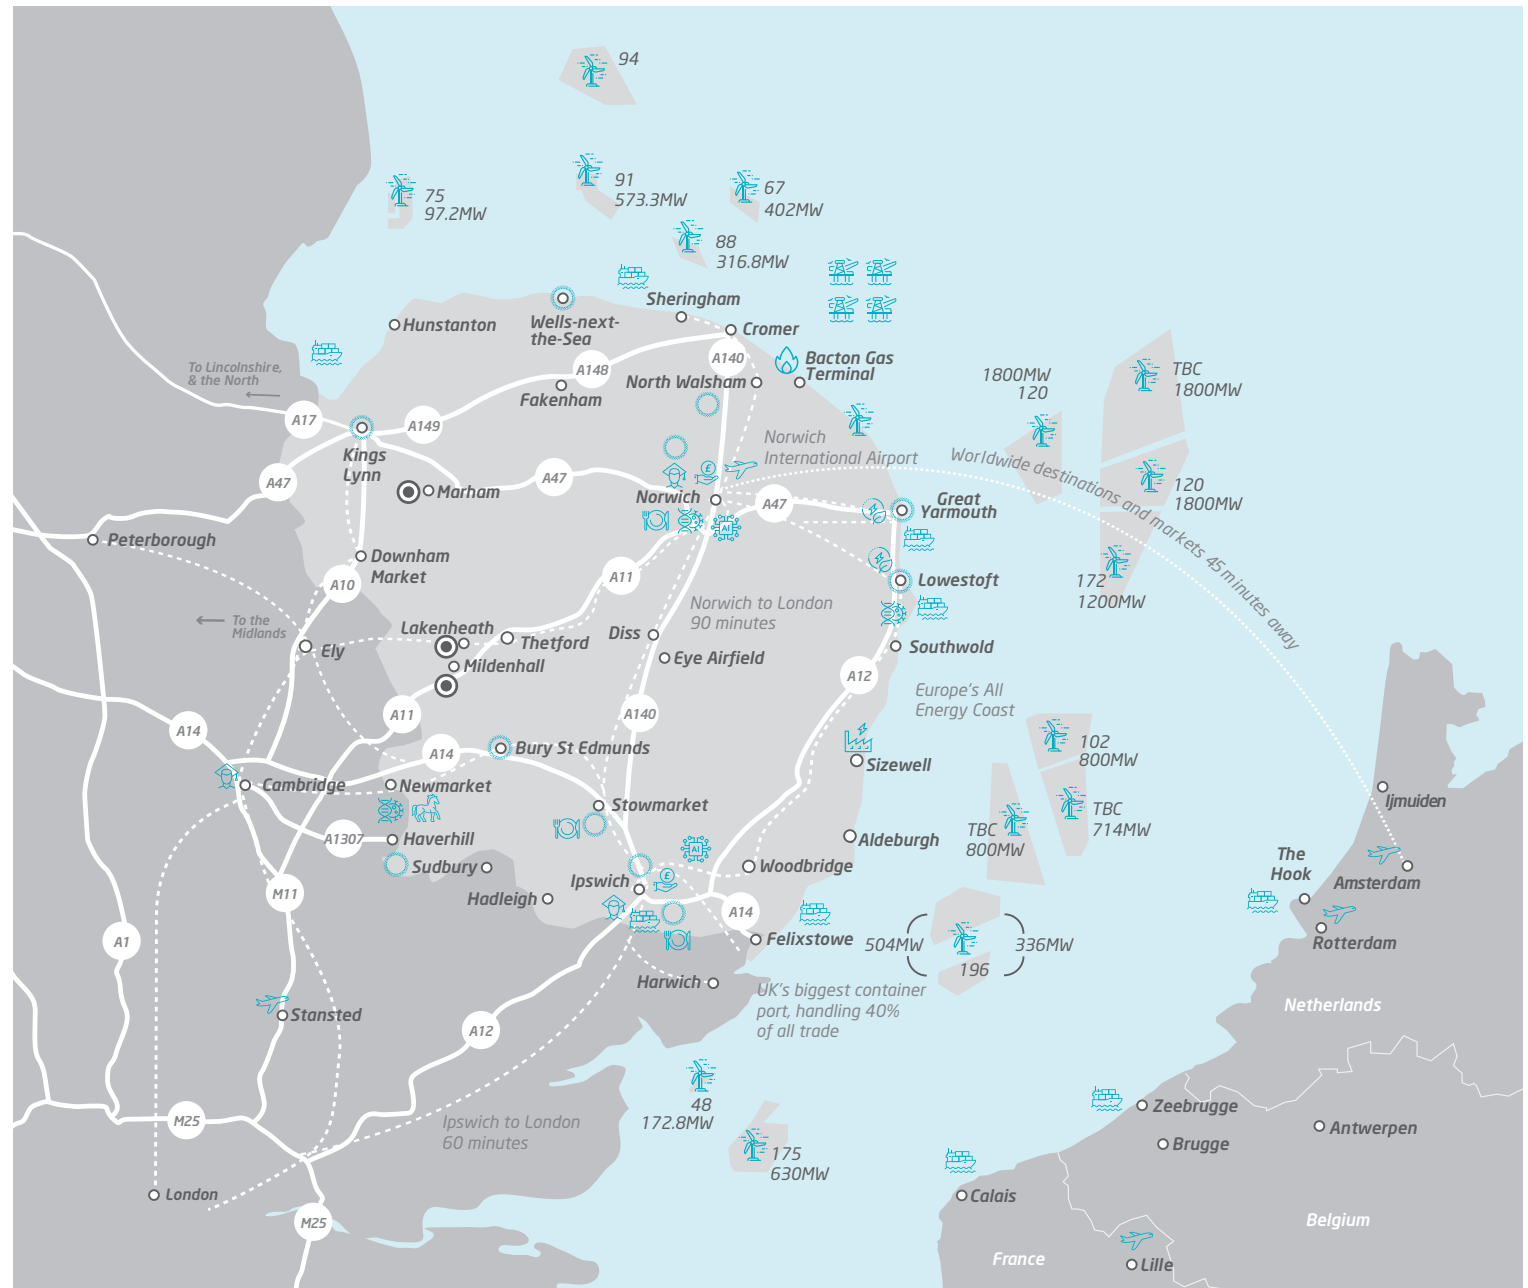 94
75
97.2MW
91
573.3MW
67
402MW
88
316.8MW
Sheringham
Hunstanton
Wells-next-
the-Sea
Cromer
A140
Bacton Gas
Terminal
To Lincolnshire,
& the North
A148
North Walsham
Fakenham
1800MW
120
TBC
1800MW
A17
A149
Kings
Lynn
Norwich
International Airport
Worldwide destinations and markets 45 minutes away
A47
A47
Marham
Norwich
A47
Great
Yarmouth
120
1800MW
Peterborough
Downham
Market
A10
A11
Lowestoft
172
1200MW
Norwich to London
90 minutes
To the
Midlands
Lakenheath
Ely
Thetford
Diss
Mildenhall
Eye Airfield
Southwold
A12
Europe's All
Energy Coast
A14
A11
A140
A14
Bury St Edmunds
102
800MW
Sizewell
Cambridge
Newmarket
Stowmarket
TBC
714MW
Ijmuiden
A1307
Haverhill
Aldeburgh
TBC
800MW
Sudbury
Woodbridge
The
Hook
Amsterdam
M11
Ipswich
Hadleigh
A14
Felixstowe
504MW
336MW
196
Rotterdam
A1
Harwich
UK's biggest container
port, handling 40%
of all trade
Netherlands
Stansted
A12
48
172.8MW
Zeebrugge
M25
Ipswich to London
60 minutes
Antwerpen
Brugge
175
630MW
London
Calais
M25
Belgium
France
Lille
£
AI
£
AI